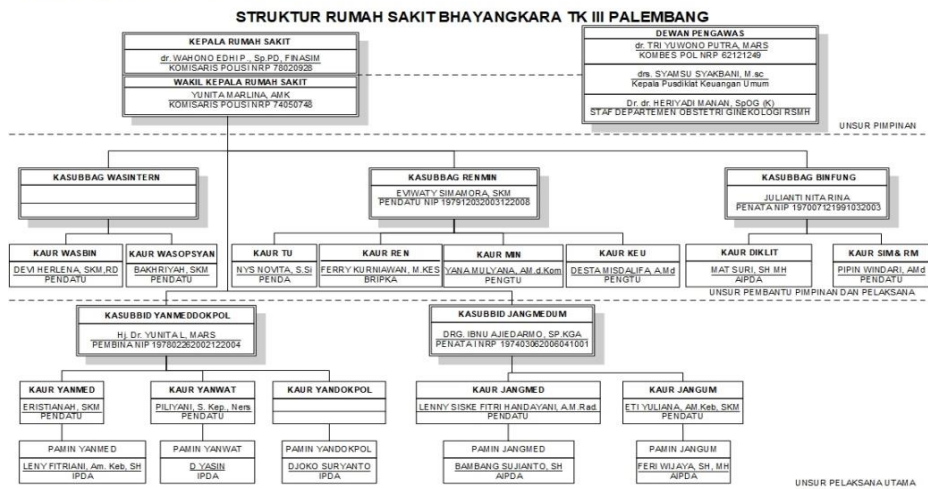 STRUKTUR RUMAH SAKIT BHAYANGKARA TK III PALEMBANG
KEPALA RUMAH SAKIT
dr. WAHONO EDHI P., Sp.PD, FINASIM
KOMISARIS POLISI NRP 78020928
WAKIL KEPALA RUMAH SAKIT
YUNITA MARLINA, AMK
KOMISARIS POLISI NRP 74050748
DEWAN PENGAWAS
dr. TRI YUWONO PUTRA, MARS
KOMBES POL NRP 62121249
drs. SYAMSU SYAKBANI, M.sc
Kepala Pusdiklat Keuangan Umum
Dr. dr. HERIYADI MANAN, SpOG (K)
STAF DEPARTEMEN OBSTETRI GINEKOLOGI RSMH
UNSUR PIMPINAN
KASUBBAG WASINTERN
KASUBBAG RENMIN
EVIWATY SIMAMORA, SKM
PENDATU NIP 197912032003122008
KASUBBAG BINFUNG
JULIANTI NITA RINA
PENATA NIP 197007121991032003
KAUR WASBIN
DEVI HERLENA, SKM,RD
PENDATU
KAUR WASOPSYAN
BAKHRIYAH, SKM
PENDATU
KAUR TU
NYS NOVITA, S.Si
PENDA
KAUR REN
FERRY KURNIAWAN, M.KES
BRIPKA
KAUR MIN
YANA MULYANA, AM.d.Kom
PENGTU
KAUR KEU
DESTA MISDALIFA, A.Md
PENGTU
KAUR DIKLIT
MAT SURI, SH MH
AIPDA
KAUR SIM& RM
PIPIN WINDARI, AMd
PENDATU
UNSUR PEMBANTU PIMPINAN DAN PELAKSANA
KASUBBID YANMEDDOKPOL
Hj. Dr. YUNITA L, MARS
PEMBINA NIP 197802262002122004
KASUBBID JANGMEDUM
DRG. IBNU AJIEDARMO, SP.KGA
PENATA I NRP 197403062006041001
KAUR YANMED
ERISTIANAH, SKM
PENDATU
KAUR YANWAT
PILIYANI, S. Kep., Ners
PENDATU
KAUR YANDOKPOL
KAUR JANGMED
LENNY SISKE FITRI HANDAYANI, A.M.Rad.
PENDATU
KAUR JANGUM
ETI YULIANA, AM.Keb, SKM
PENDATU
PAMIN YANMED
LENY FITRIANI, Am. Keb, SH
IPDA
PAMIN YANWAT
D YASIN
IPDA
PAMIN YANDOKPOL
DJOKO SURYANTO
IPDA
PAMIN JANGMED
BAMBANG SUJIANTO, SH
AIPDA
PAMIN JANGUM
FERI WIJAYA, SH, MH
AIPDA
UNSUR PELAKSANA UTAMA